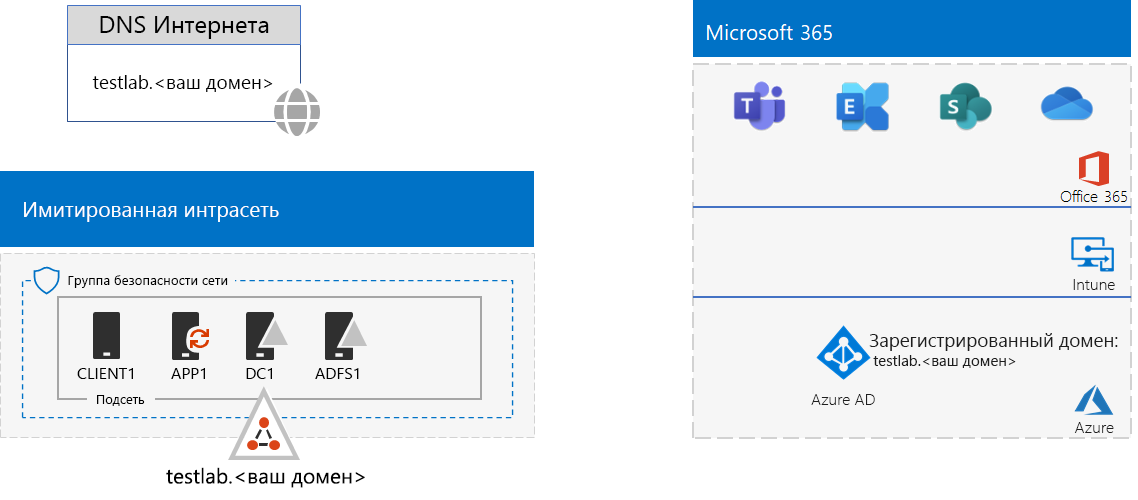 DNS Интернета
testlab.<ваш домен>
Имитированная интрасеть
Группа безопасности сети
CLIENT1
APP1
DC1
ADFS1
Подсеть
testlab.<ваш домен>
Microsoft 365
T
E
S
Office 365
Intune
Зарегистрированный домен:
testlab.<ваш домен>
Azure AD
Azure